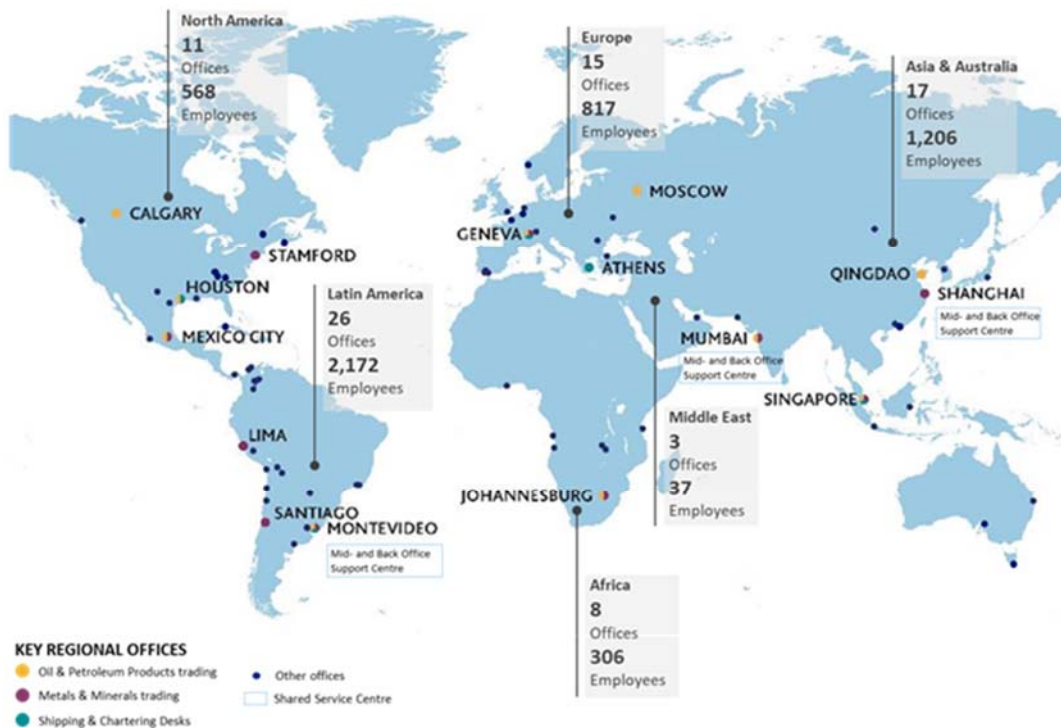 North America
11
Offices
568
Employees
Europe
15
Offices
817
Employees
Asia & Australia
17
Offices
1,206
Employees
MOSCOW
CALGARY
GENEVA
STAMFORD
ATHENS
QINGDAO
HOUSTON
SHANGHAI
Mid- and Back Office
Support Centre
Latin America
26
Offices
2,172
Employees
MEXICO CITY
MUMBAI
Mid- and Back Office
Support Centre
SINGAPORE
Middle East
3
Offices
37
Employees
LIMA
JOHANNESBURG
SANTIAGO
MONTEVIDEO
Mid- and Back Office
Support Centre
Africa
8
Offices
306
Employees
KEY REGIONAL OFFICES
Oil & Petroleum Products trading
Metals & Minerals trading
Shipping & Chartering Desks
Other offices
Shared Service Centre